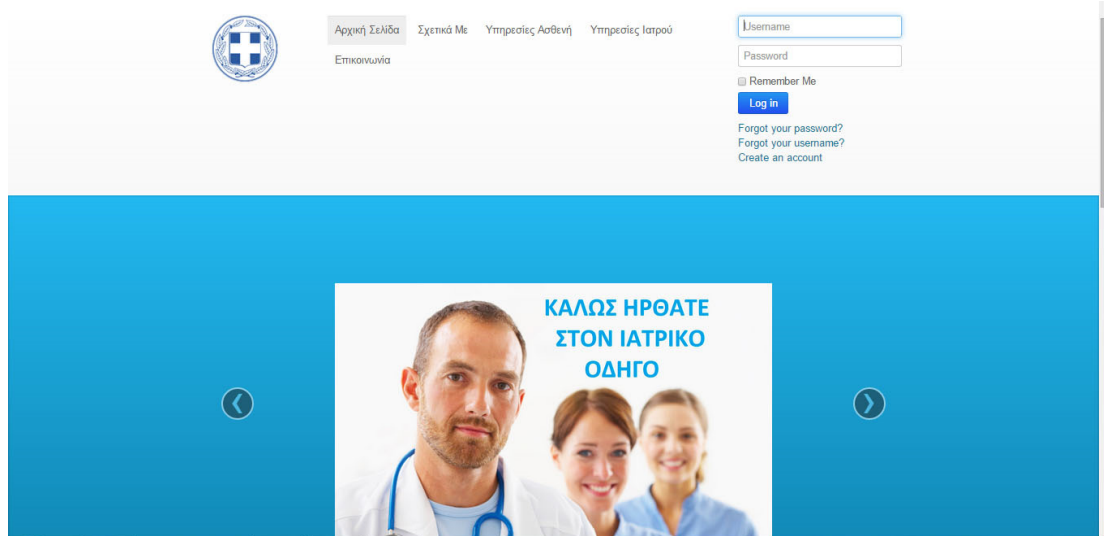 Αρχική Σελίδα Σχετικά Με Υπηρεσίες Ασθενή Υπηρεσίες Ιατρού
Επικοινωνία
Username
Password
Remember Me
Log in
Forgot your password?
Forgot your username?
Create an account
ΚΑΛΩΣ ΗΡΘΑΤΕ
ΣΤΟΝ ΙΑΤΡΙΚΟ
ΟΔΗΓΟ